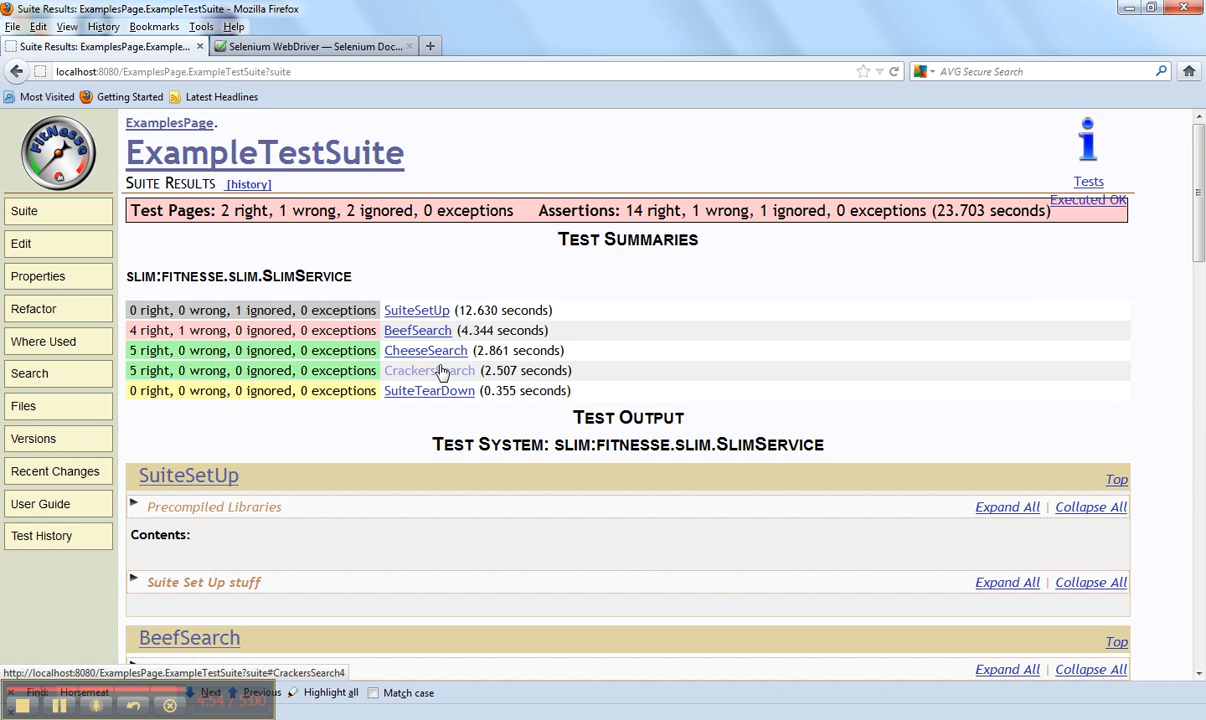 Suite Results: ExamplesPage.ExampleTestSuite - Mozilla Firefox
File Edit View History Bookmarks Tools Help
Suite Results: ExamplesPage.Example... × Selenium WebDriver — Selenium Doc... × +
localhost:8080/ExamplesPage.ExampleTestSuite?suite AVG Secure Search
Most Visited Getting Started Latest Headlines
FitNesse
Suite
Edit
Properties
Refactor
Where Used
Search
Files
Versions
Recent Changes
User Guide
Test History
ExamplesPage.
ExampleTestSuite
SUITE RESULTS [history]
Tests
Executed OK
Test Pages: 2 right, 1 wrong, 2 ignored, 0 exceptions Assertions: 14 right, 1 wrong, 1 ignored, 0 exceptions (23.703 seconds)
TEST SUMMARIES
SLIM:FITNESSE.SLIM.SLIMSERVICE
0 right, 0 wrong, 1 ignored, 0 exceptions SuiteSetUp (12.630 seconds)
4 right, 1 wrong, 0 ignored, 0 exceptions BeefSearch (4.344 seconds)
5 right, 0 wrong, 0 ignored, 0 exceptions CheeseSearch (2.861 seconds)
5 right, 0 wrong, 0 ignored, 0 exceptions CrackersSearch (2.507 seconds)
0 right, 0 wrong, 0 ignored, 0 exceptions SuiteTearDown (0.355 seconds)
TEST OUTPUT
TEST SYSTEM: SLIM:FITNESSE.SLIM.SLIMSERVICE
SuiteSetUp Top
Precompiled Libraries Expand All | Collapse All
Contents:
Suite Set Up stuff Expand All | Collapse All
BeefSearch Top
Expand All | Collapse All
http://localhost:8080/ExamplesPage.ExampleTestSuite?suite#CrackersSearch4
× Find: Horsemeat Next Previous Highlight all Match case
4:54 / 5:00